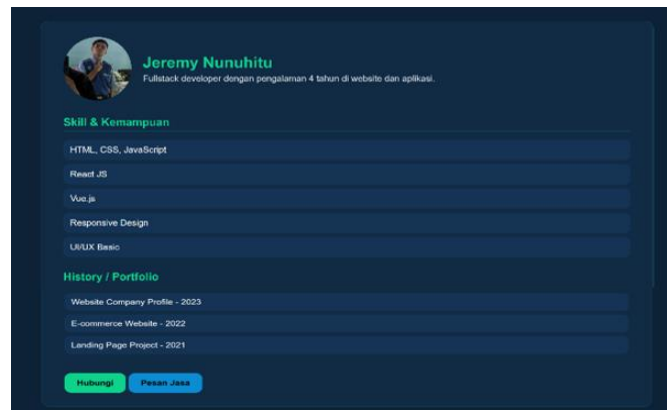 Jeremy Nunuhitu
Fullstack developer dengan pengalaman 4 tahun di website dan aplikasi.
Skill & Kemampuan
HTML, CSS, JavaScript
React JS
Vue.js
Responsive Design
UI/UX Basic
History / Portfolio
Website Company Profile - 2023
E-commerce Website - 2022
Landing Page Project - 2021
Hubungi
Pesan Jasa